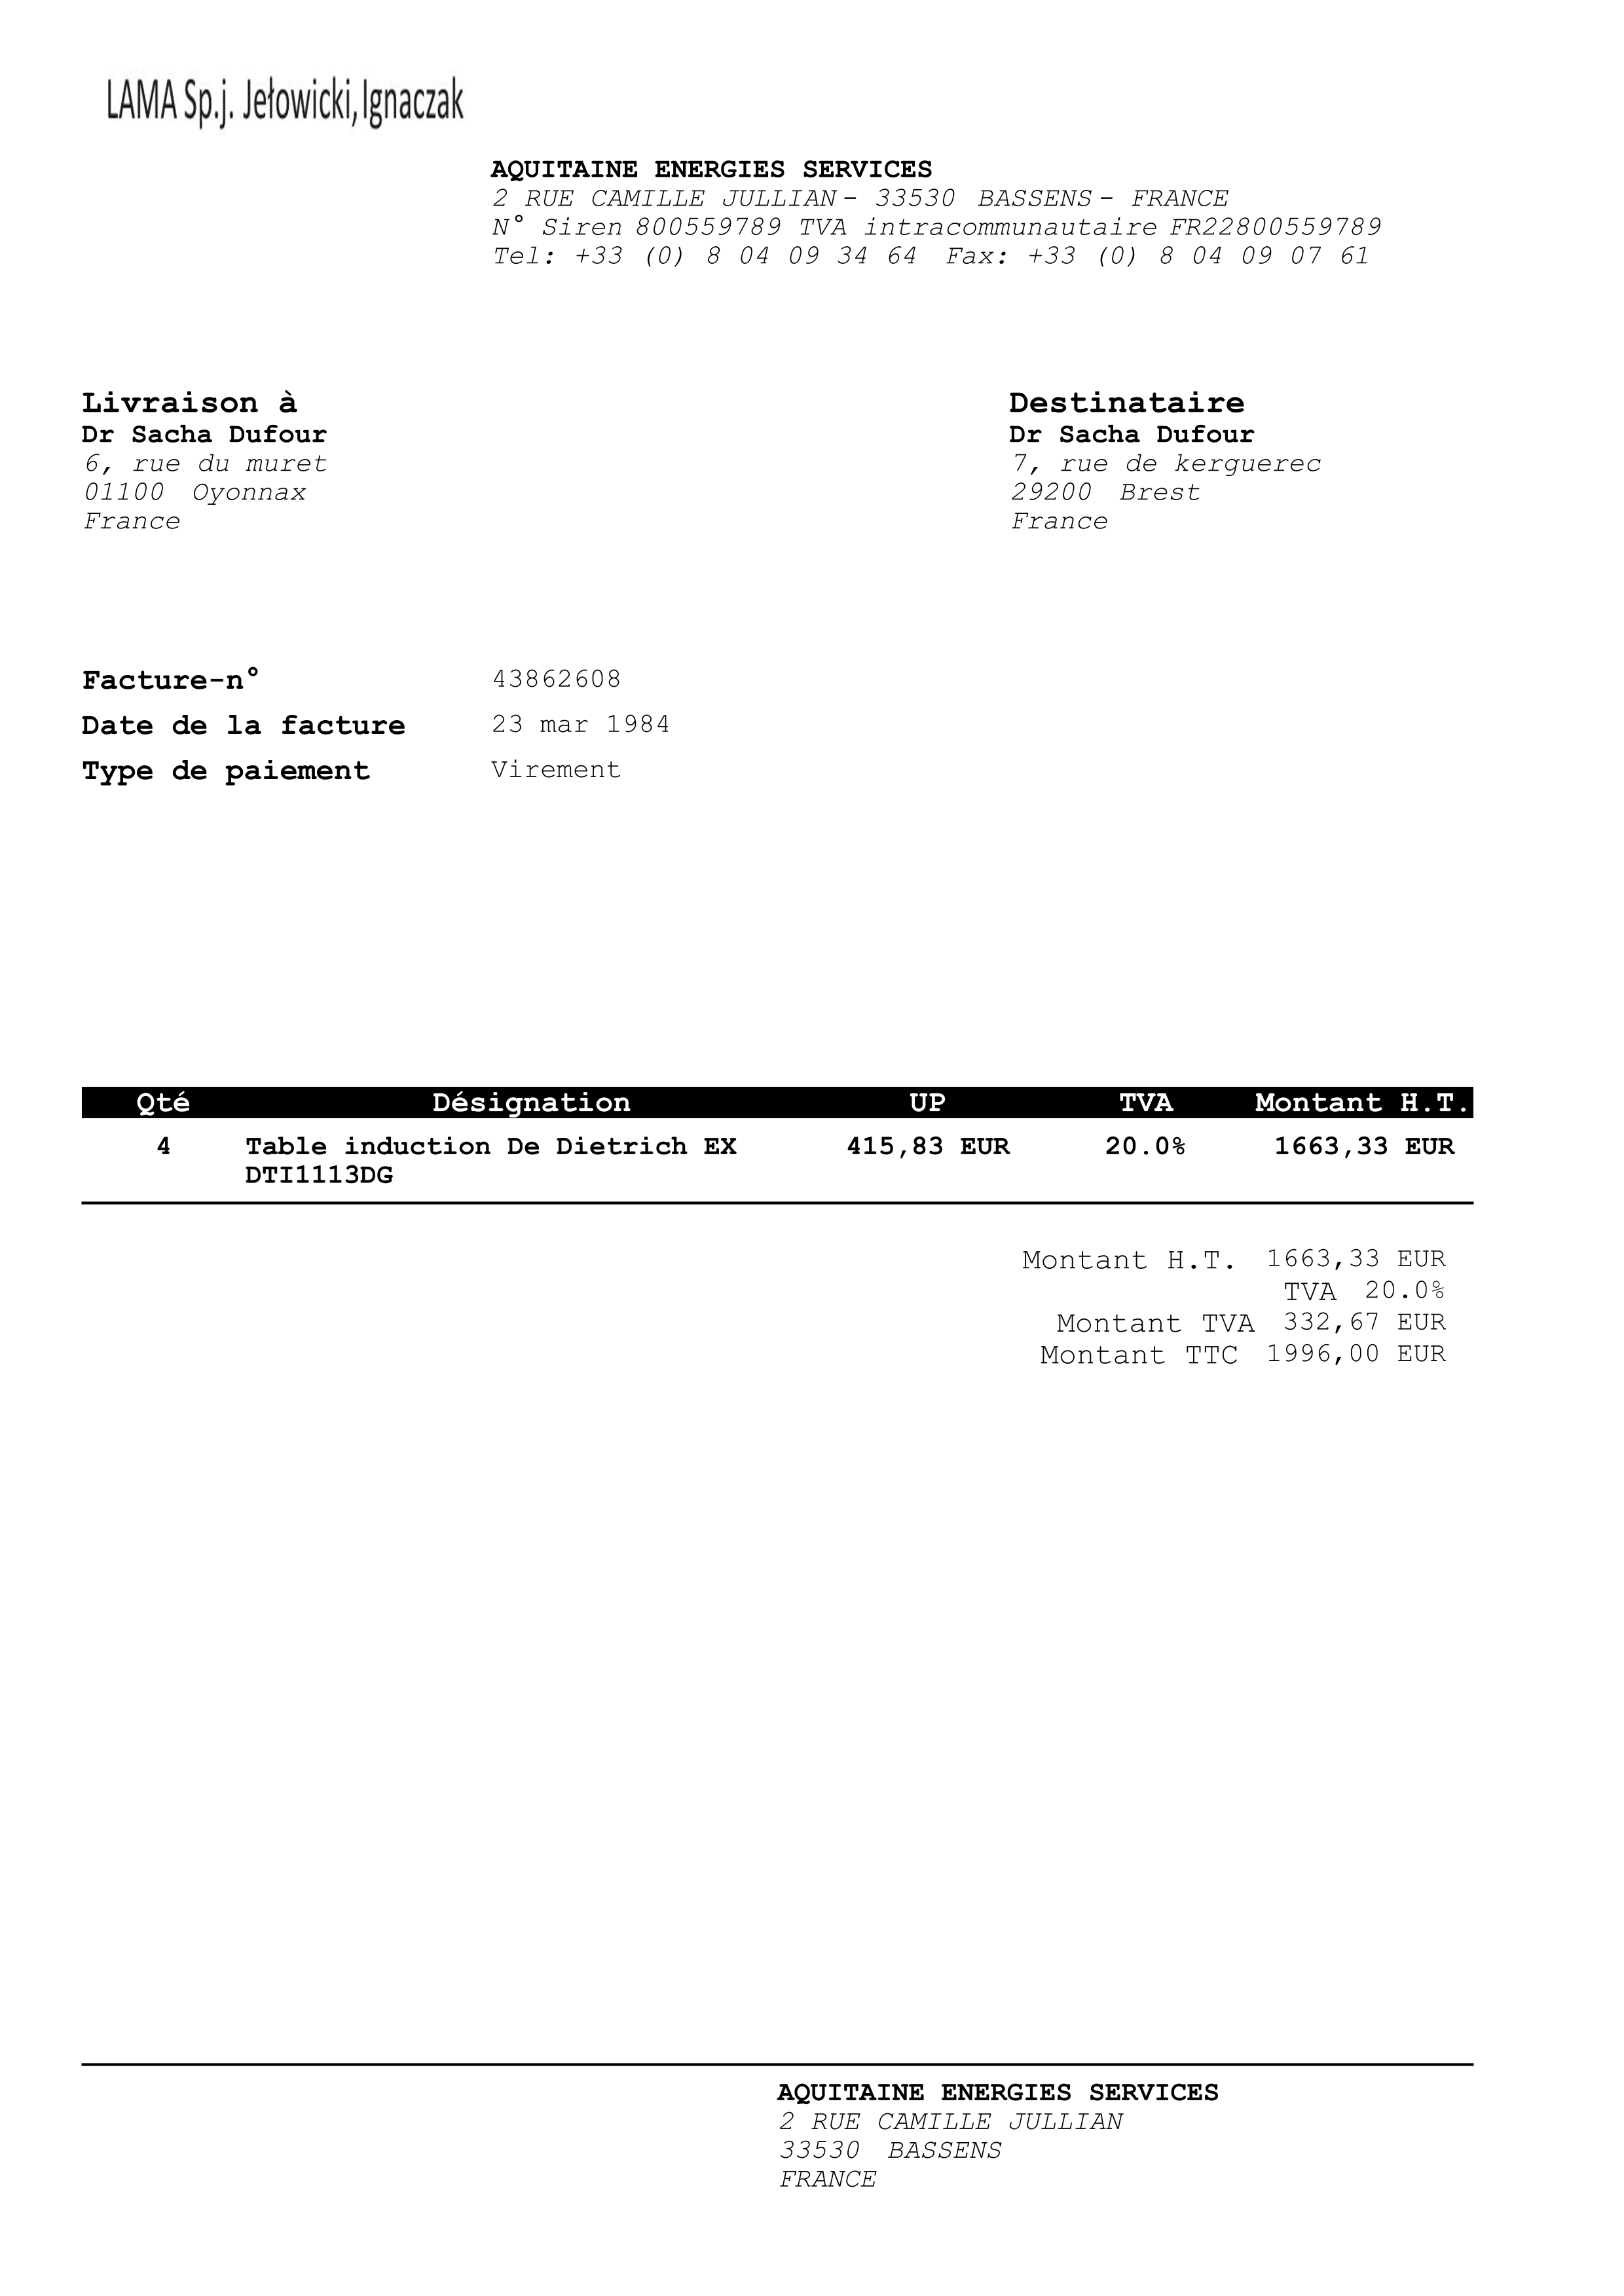 LAMA Sp.j. Jełowicki, Ignaczak
AQUITAINE ENERGIES SERVICES
2 RUE CAMILLE JULLIAN - 33530 BASSENS - FRANCE
N° Siren 800559789 TVA intracommunautaire FR22800559789
Tel: +33 (0) 8 04 09 34 64 Fax: +33 (0) 8 04 09 07 61
Livraison à
Dr Sacha Dufour
6, rue du muret
01100 Oyonnax
France
Destinataire
Dr Sacha Dufour
7, rue de kerguerec
29200 Brest
France
Facture-n° 43862608
Date de la facture 23 mar 1984
Type de paiement Virement
Qté Désignation UP TVA Montant H.T.
4 Table induction De Dietrich EX 415,83 EUR 20.0% 1663,33 EUR
DTI1113DG
Montant H.T. 1663,33 EUR
TVA 20.0%
Montant TVA 332,67 EUR
Montant TTC 1996,00 EUR
AQUITAINE ENERGIES SERVICES
2 RUE CAMILLE JULLIAN
33530 BASSENS
FRANCE